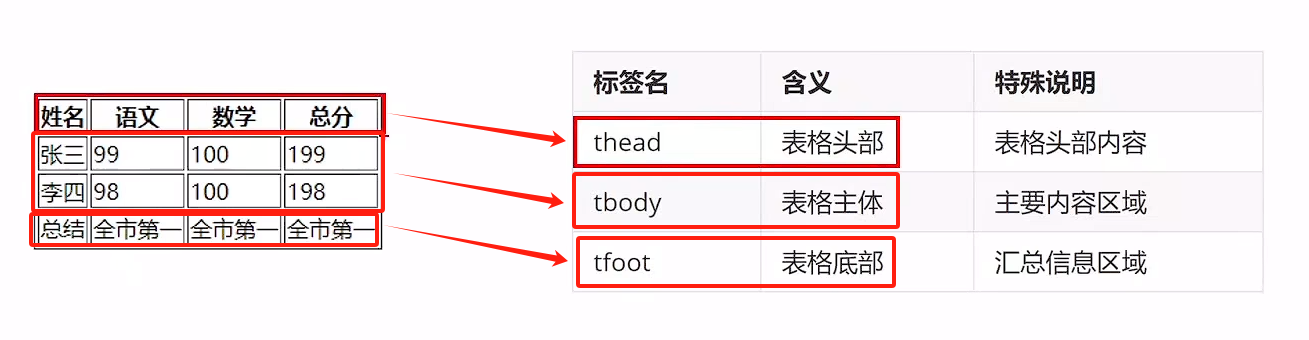 姓名 语文 数学 总分
张三 99 100 199
李四 98 100 198
总结 全市第一 全市第一 全市第一
标签名 含义 特殊说明
thead 表格头部 表格头部内容
tbody 表格主体 主要内容区域
tfoot 表格底部 汇总信息区域